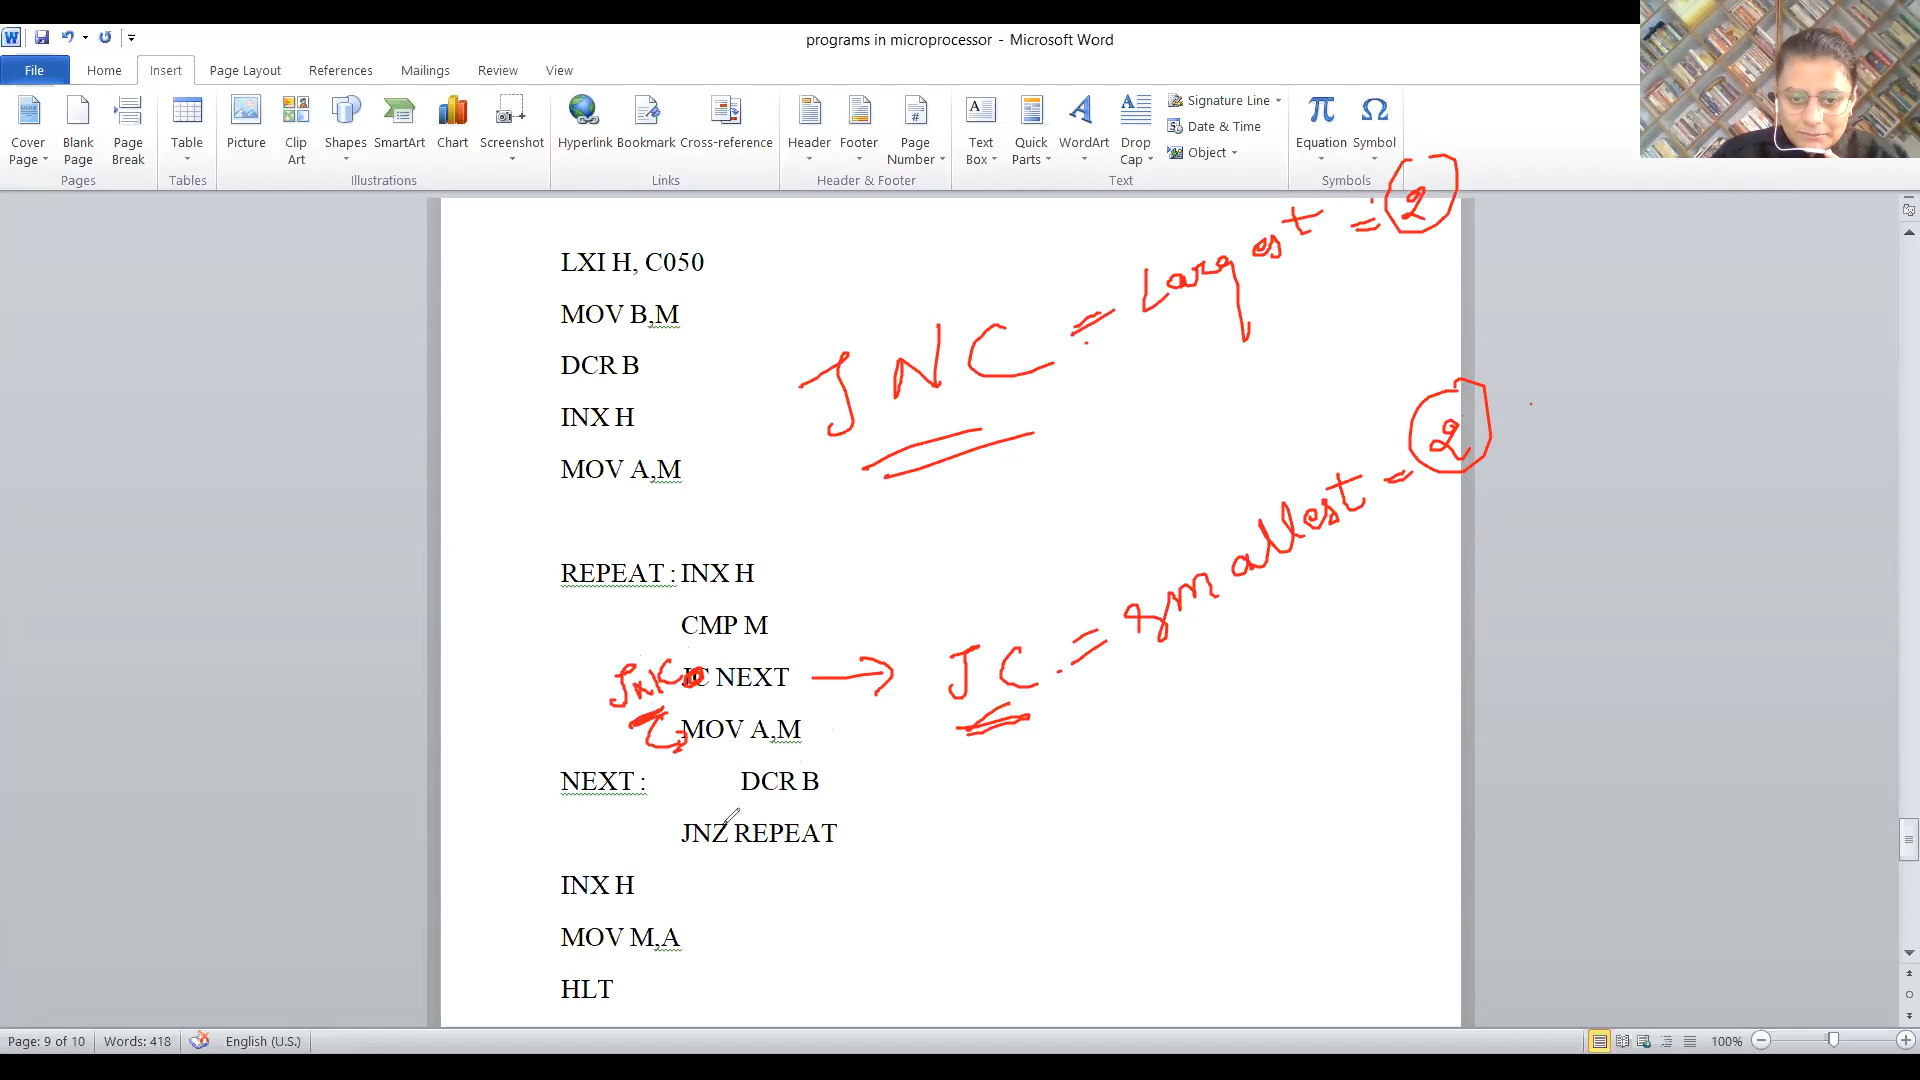 programs in microprocessor - Microsoft Word
File Home Insert Page Layout References Mailings Review View
Cover Page
Blank Page
Page Break
Table
Picture
Clip Art
Shapes
SmartArt
Chart
Screenshot
Hyperlink
Bookmark
Cross-reference
Header
Footer
Page Number
Text Box
Quick Parts
WordArt
Drop Cap
Signature Line
Date & Time
Object
Equation
Symbol
Pages Tables Illustrations Links Header & Footer Text Symbols
LXI H, C050
MOV B,M
DCR B
INX H
MOV A,M
JNC = Largest = 2
REPEAT : INX H
CMP M
JC NEXT
JC = smallest = 2
MOV A,M
NEXT : DCR B
JNZ REPEAT
INX H
MOV M,A
HLT
Page: 9 of 10 Words: 418 English (U.S.) 100%